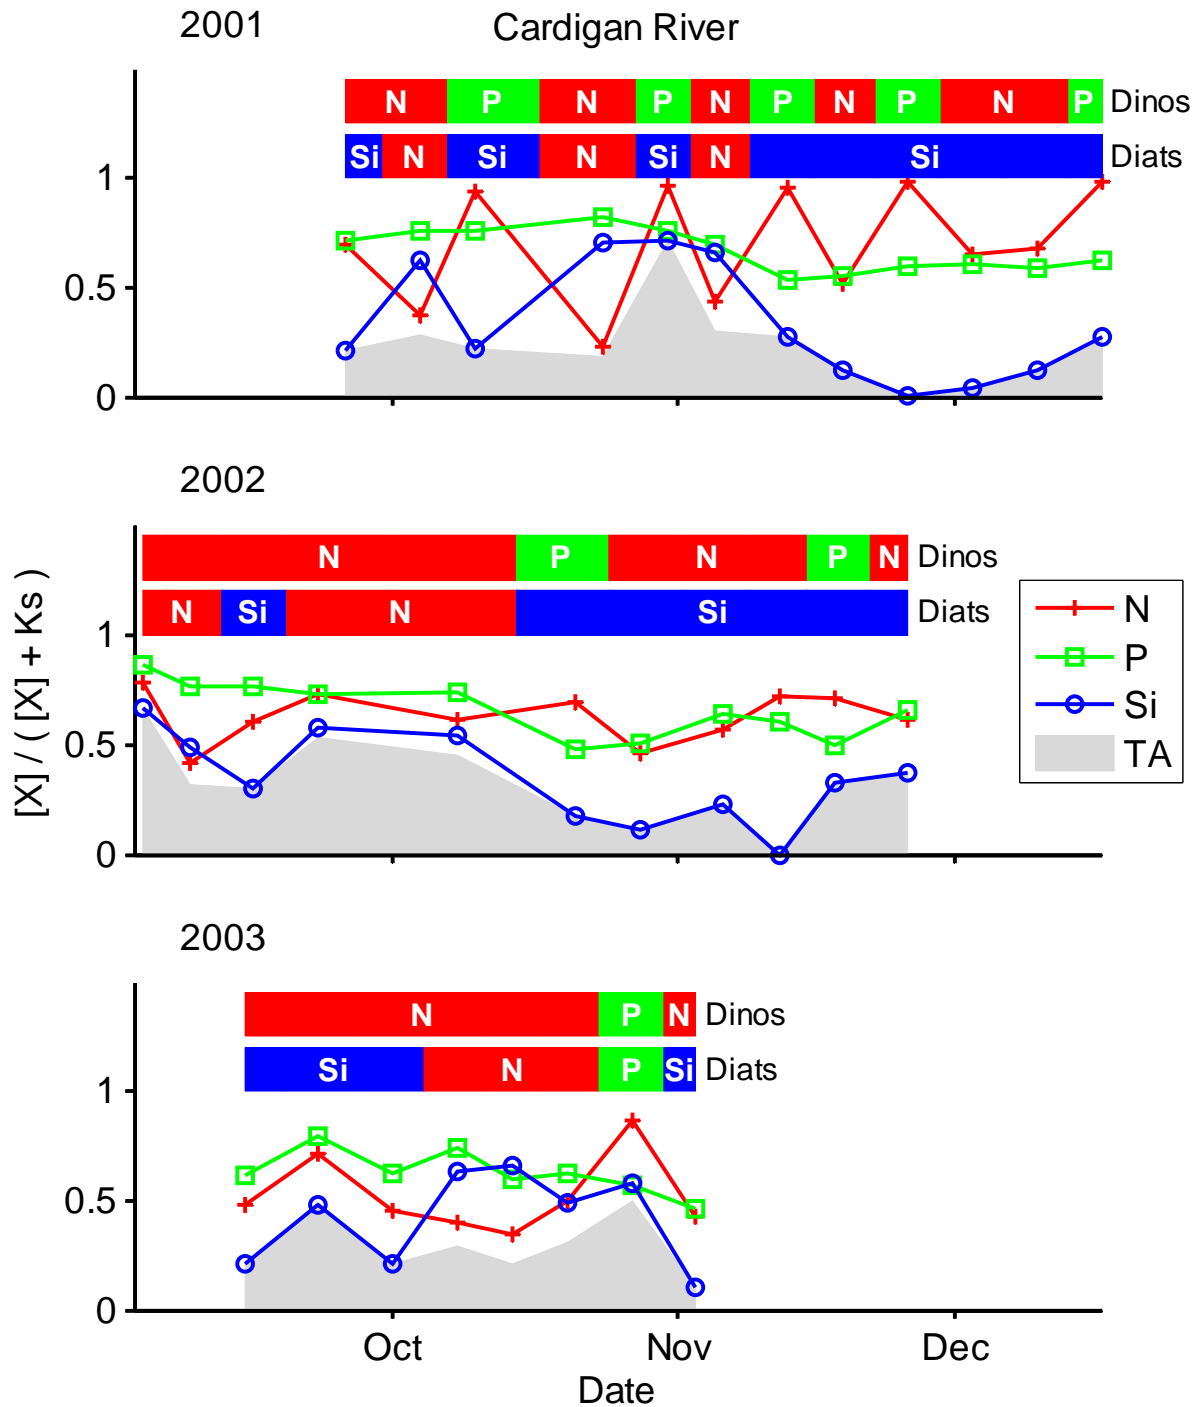 2001 Cardigan River
N P N P N P N P N P Dinos
Si N Si N Si N Si Diats
1
0.5
0
2002
N P N P N Dinos
N Si N Si Diats
1
0.5
0
[X] / ( [X] + Ks )
N
P
Si
TA
2003
N P N Dinos
Si N P Si Diats
1
0.5
0
Oct Nov Dec
Date